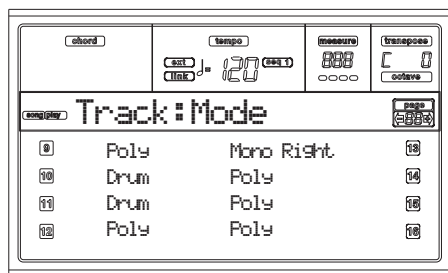 chord tempo measure transpose
ext ♩= 120 seq 1 888 C 0
link octave
song play Track:Mode page 88
9 Poly Mono Right 13
10 Drum Poly 14
11 Drum Poly 15
12 Poly Poly 16